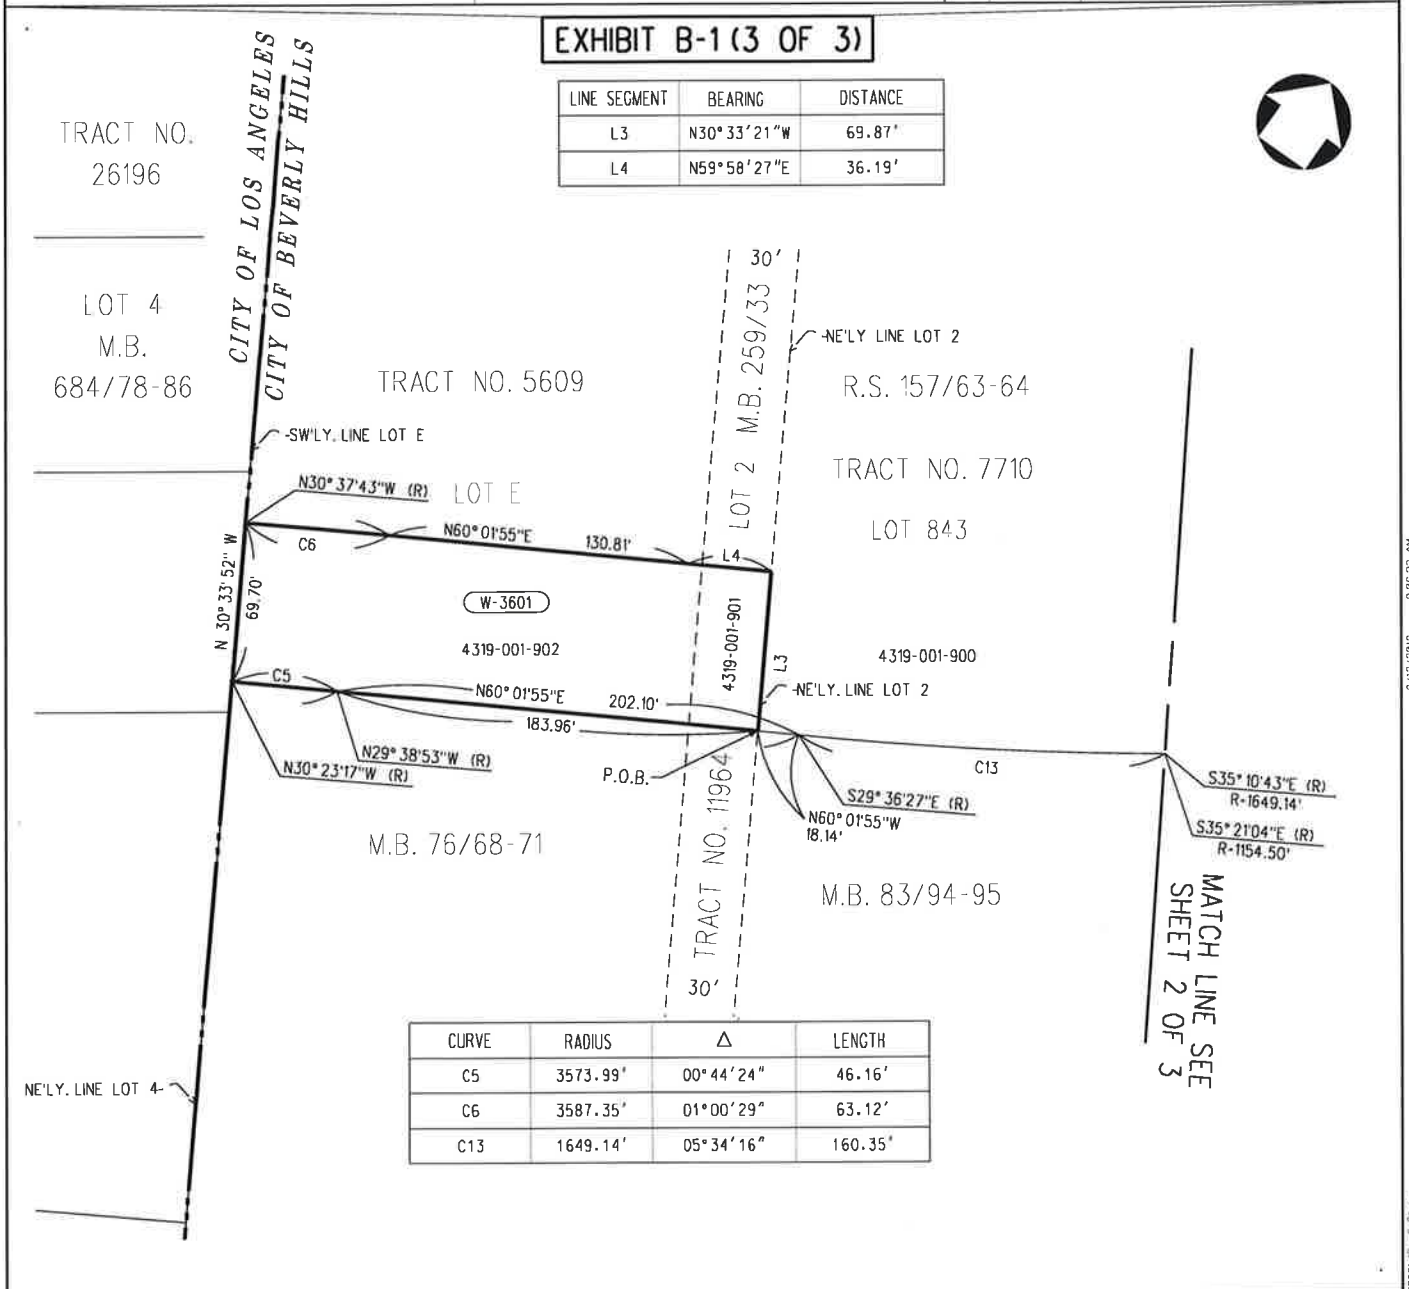 EXHIBIT B-1 (3 OF 3)
LINE SEGMENT BEARING DISTANCE
L3 N30°33'21"W 69.87'
L4 N59°58'27"E 36.19'
TRACT NO.
26196
CITY OF LOS ANGELES
CITY OF BEVERLY HILLS
LOT 4
M.B.
684/78-86
30'
LOT 2 M.B. 259/33
NE'LY LINE LOT 2
TRACT NO. 5609
R.S. 157/63-64
SW'LY. LINE LOT E
TRACT NO. 7710
N30°37'43"W (R)
LOT E
LOT 843
C6
N60°01'55"E
130.81'
L4
N 30°33'52" W
69.70'
W-3601
4319-001-902
4319-001-901
L3
4319-001-900
C5
N60°01'55"E
202.10'
NE'LY. LINE LOT 2
183.96'
N29°38'53"W (R)
N30°23'17"W (R)
P.O.B.
C13
S29°36'27"E (R)
N60°01'55"W
18.14'
S35°10'43"E (R)
R-1649.14'
S35°21'04"E (R)
R-1154.50'
M.B. 76/68-71
TRACT NO. 11964
M.B. 83/94-95
MATCH LINE SEE
SHEET 2 OF 3
30'
CURVE RADIUS Δ LENGTH
C5 3573.99' 00°44'24" 46.16'
C6 3587.35' 01°00'29" 63.12'
C13 1649.14' 05°34'16" 160.35'
NE'LY. LINE LOT 4